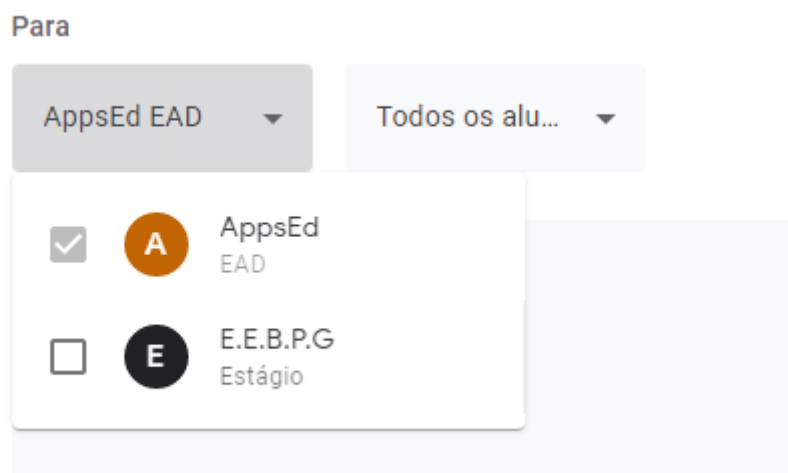 Para
AppsEd EAD
Todos os alu...
A
AppsEd
EAD
E
E.E.B.P.G
Estágio